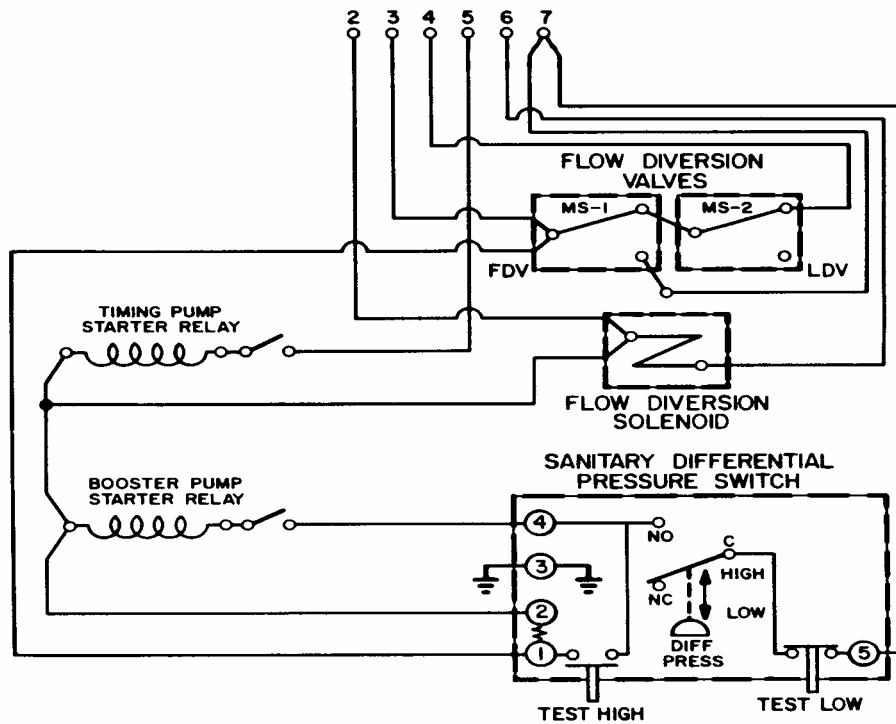 2 3 4 5 6 7
FLOW DIVERSION
VALVES
MS-1 MS-2
FDV LDV
TIMING PUMP
STARTER RELAY
FLOW DIVERSION
SOLENOID
SANITARY DIFFERENTIAL
PRESSURE SWITCH
BOOSTER PUMP
STARTER RELAY
4
NO
C
3
HIGH
NC
2
LOW
DIFF
PRESS
1
5
TEST HIGH
TEST LOW